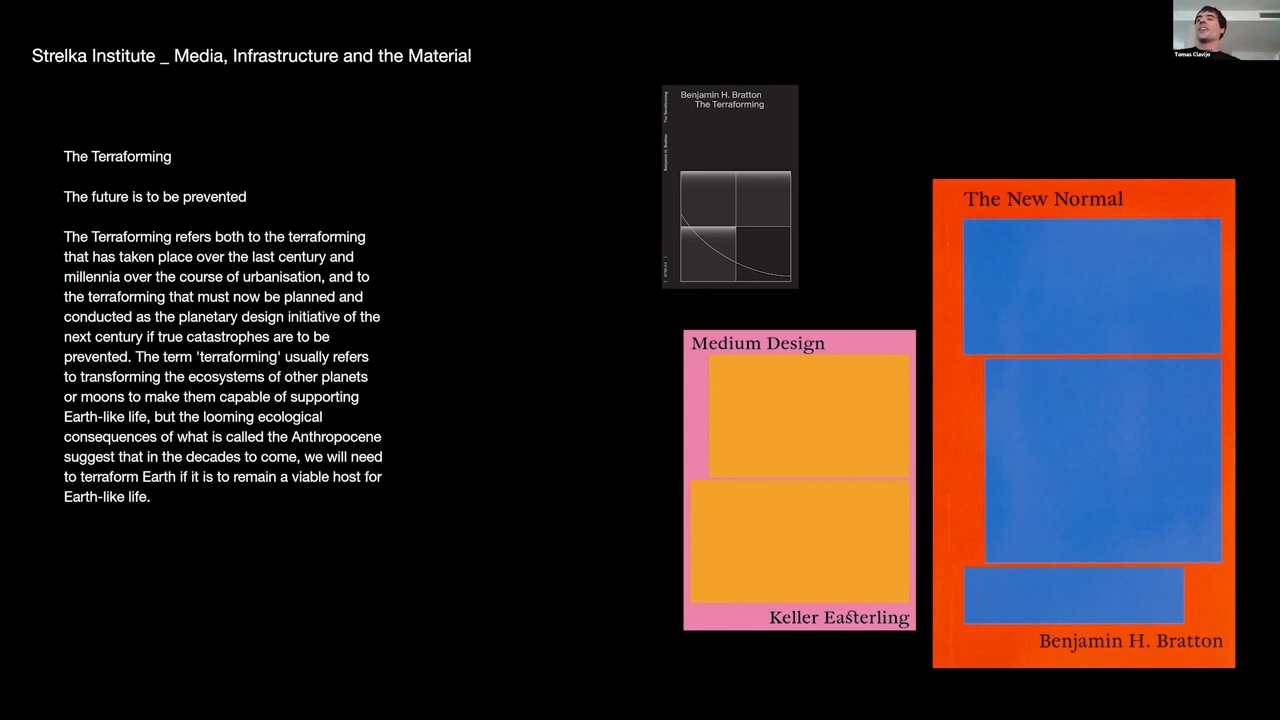 Strelka Institute _ Media, Infrastructure and the Material
Tomas Clavijo
The Terraforming
The future is to be prevented
The Terraforming refers both to the terraforming
that has taken place over the last century and
millennia over the course of urbanisation, and to
the terraforming that must now be planned and
conducted as the planetary design initiative of the
next century if true catastrophes are to be
prevented. The term 'terraforming' usually refers
to transforming the ecosystems of other planets
or moons to make them capable of supporting
Earth-like life, but the looming ecological
consequences of what is called the Anthropocene
suggest that in the decades to come, we will need
to terraform Earth if it is to remain a viable host for
Earth-like life.
Benjamin H. Bratton
The Terraforming
The Terraforming
Benjamin H. Bratton
Medium Design
Keller Easterling
The New Normal
Benjamin H. Bratton